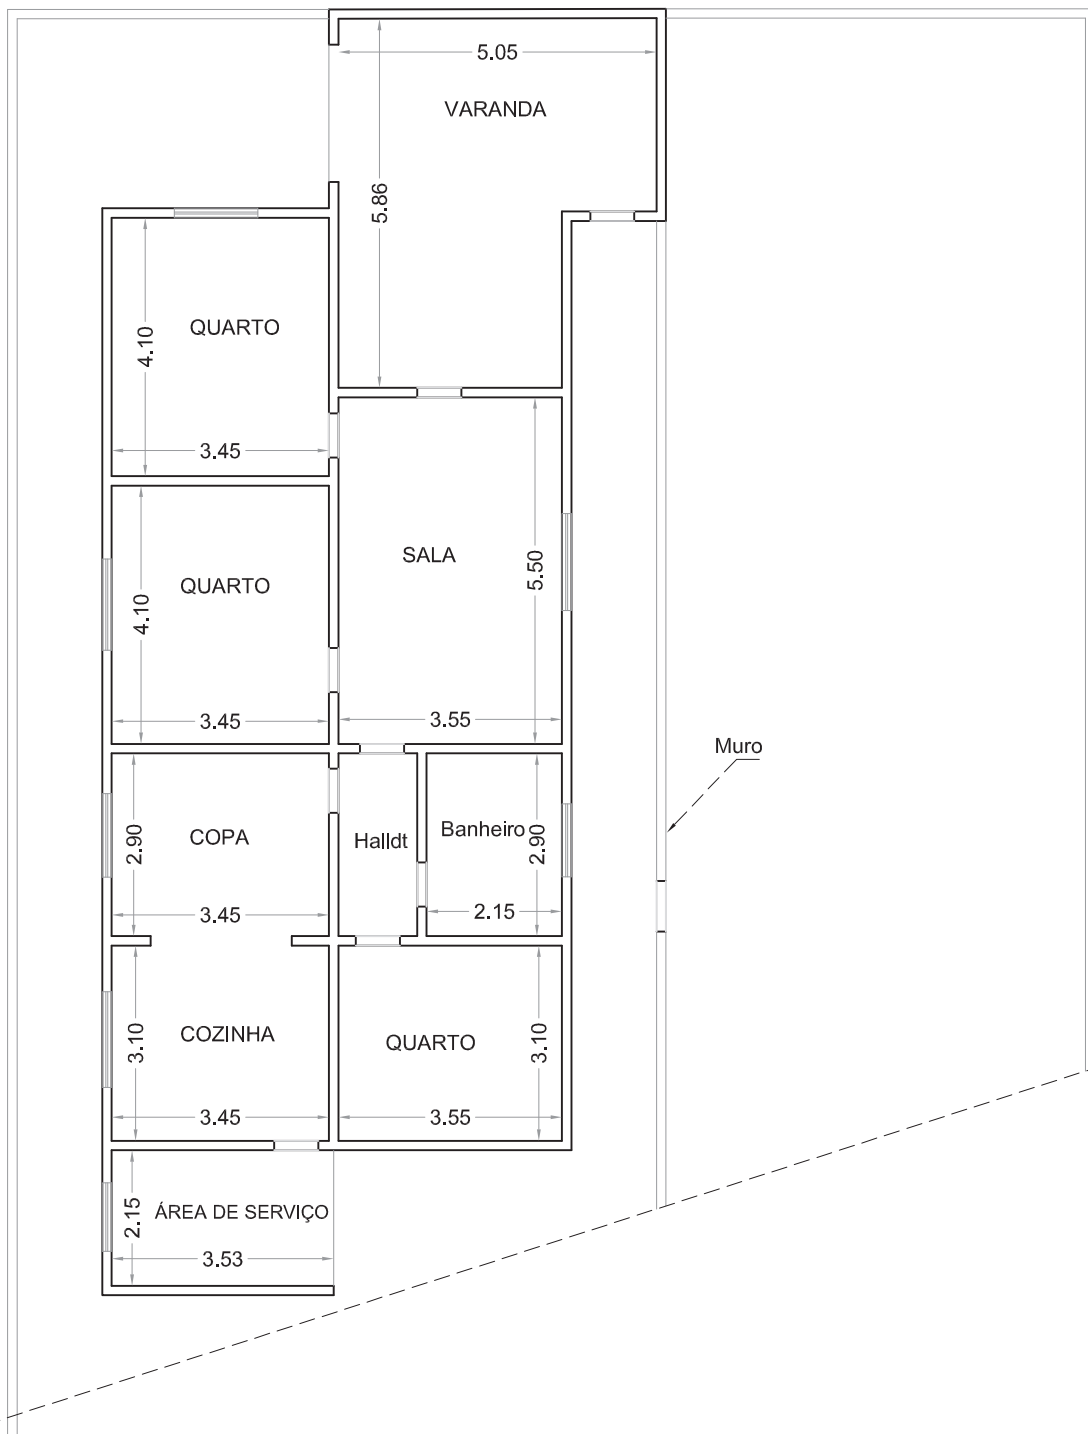 5.05
VARANDA
5.86
QUARTO
4.10
3.45
SALA
5.50
QUARTO
4.10
3.45
3.55
Muro
COPA
2.90
3.45
Halldt
Banheiro
2.90
2.15
COZINHA
3.10
3.45
QUARTO
3.10
3.55
ÁREA DE SERVIÇO
2.15
3.53